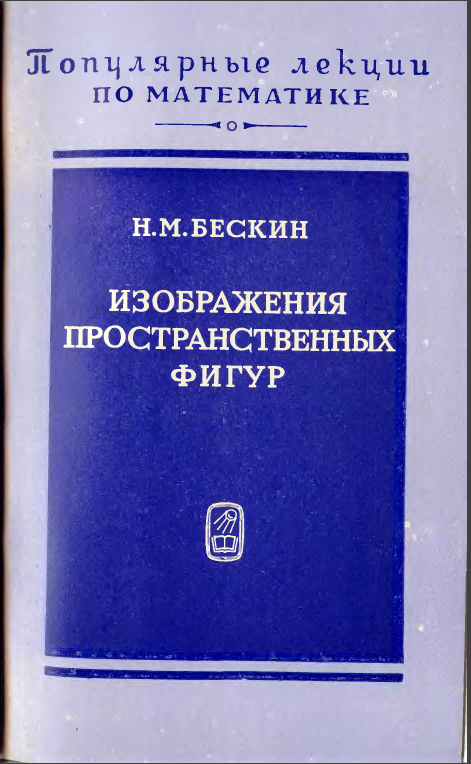 Популярные лекции
ПО МАТЕМАТИКЕ
Н.М.БЕСКИН
ИЗОБРАЖЕНИЯ
ПРОСТРАНСТВЕННЫХ
ФИГУР